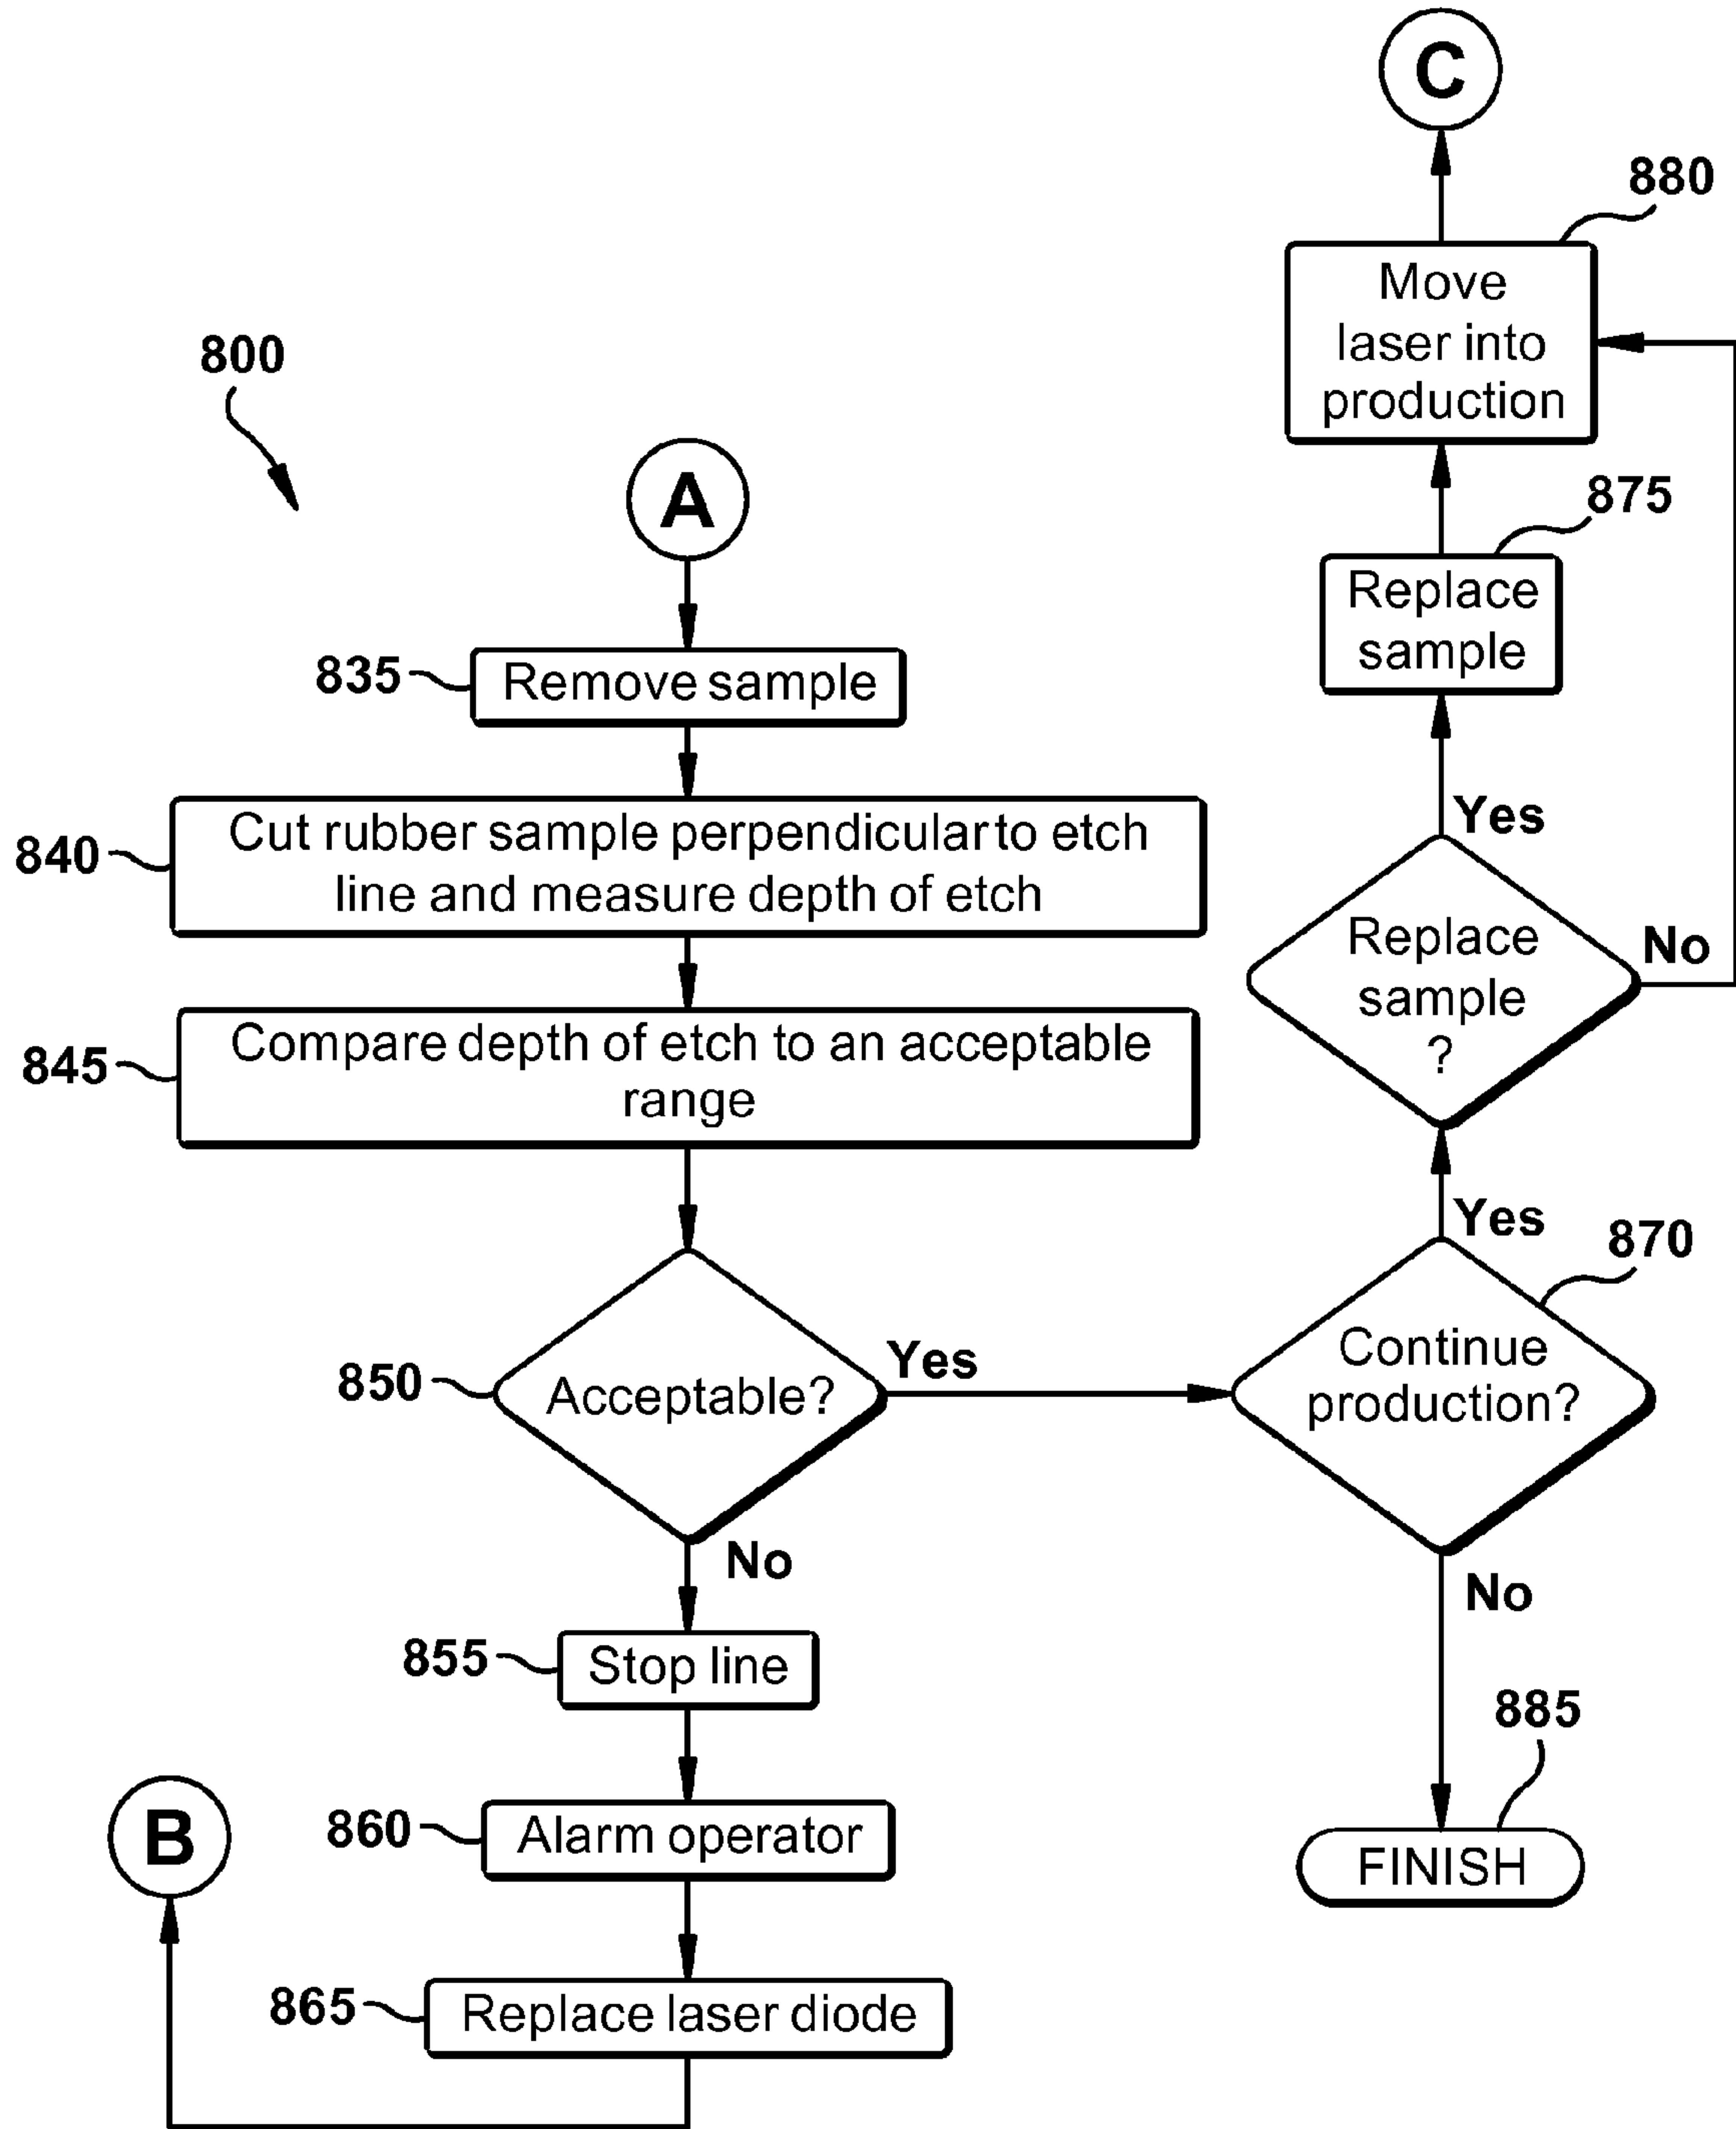 800
A
835
Remove sample
840
Cut rubber sample perpendicular to etch
line and measure depth of etch
845
Compare depth of etch to an acceptable
range
850
Acceptable?
Yes
No
855
Stop line
860
Alarm operator
865
Replace laser diode
B
C
880
Move
laser into
production
875
Replace
sample
Yes
Replace
sample
?
No
Yes
870
Continue
production?
No
885
FINISH